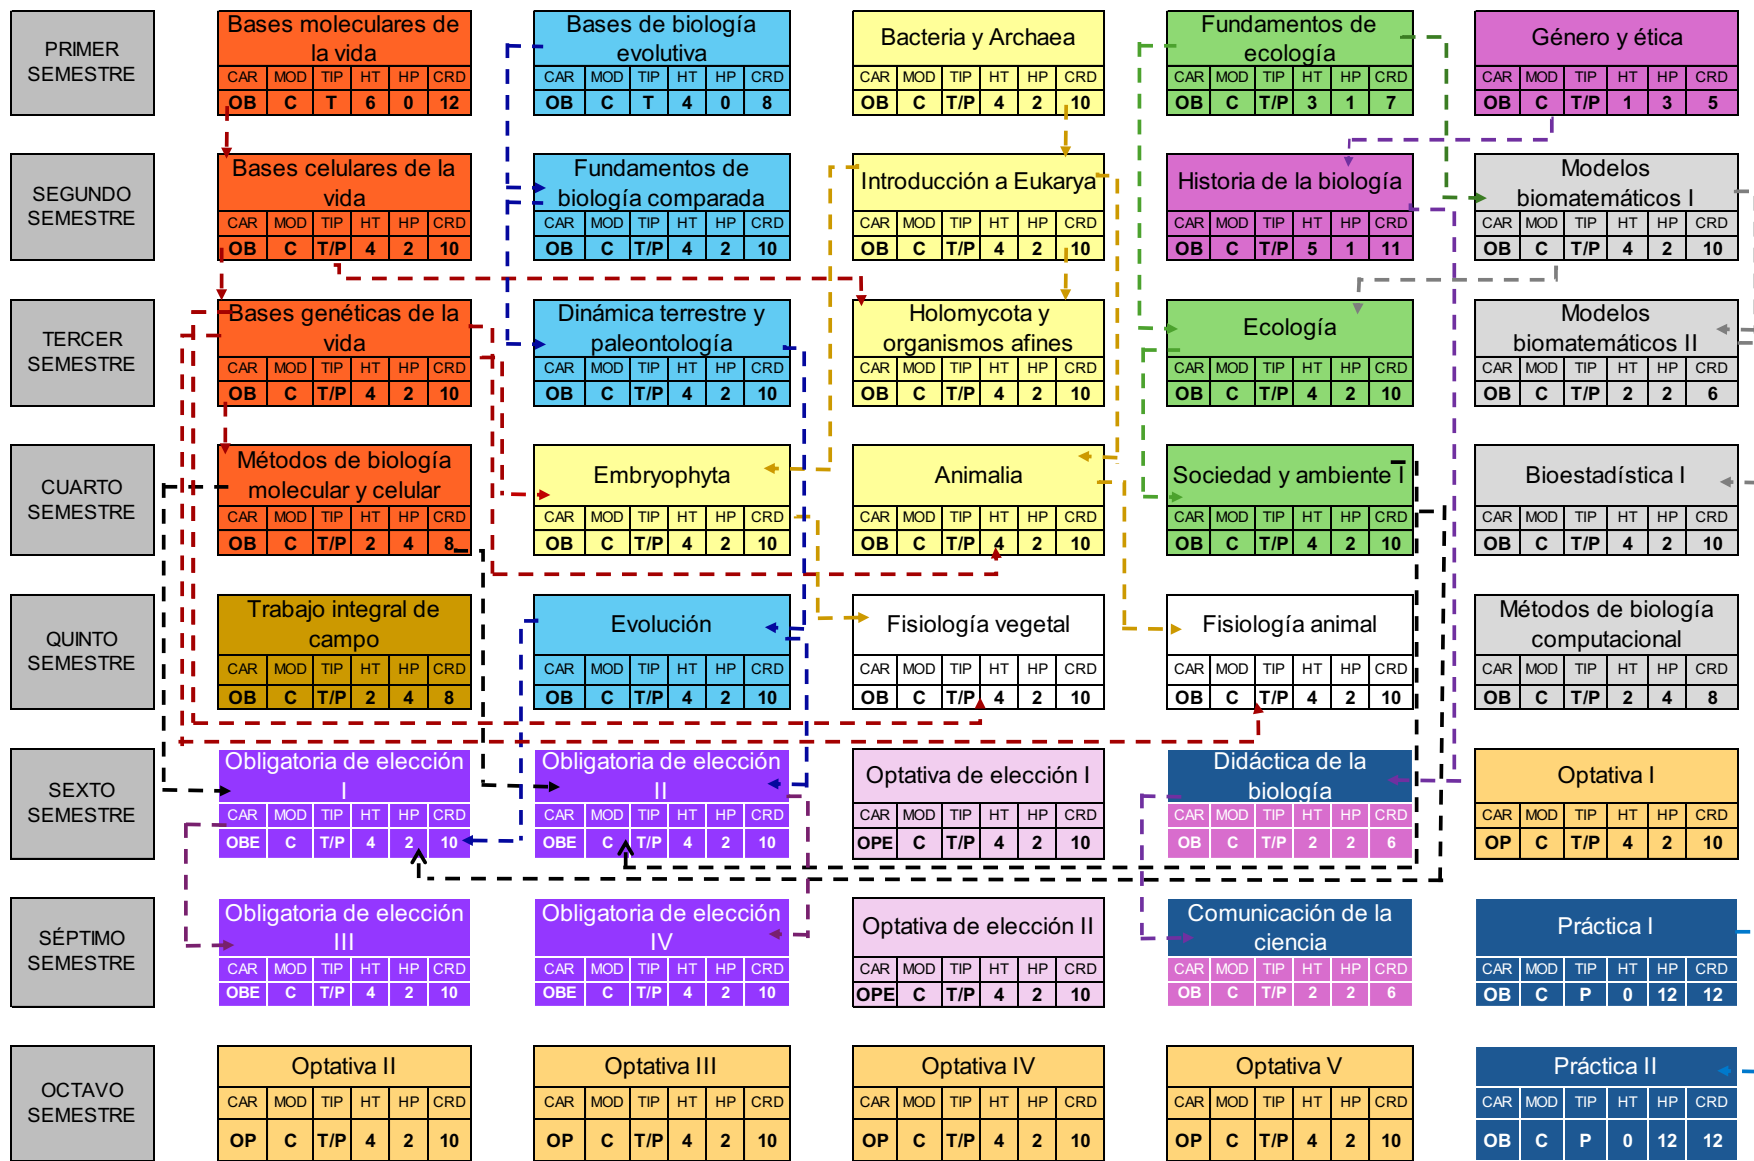 PRIMER
SEMESTRE
Bases moleculares de
la vida
CAR MOD TIP HT HP CRD
OB C T 6 0 12
Bases de biología
evolutiva
CAR MOD TIP HT HP CRD
OB C T 4 0 8
Bacteria y Archaea
CAR MOD TIP HT HP CRD
OB C T/P 4 2 10
Fundamentos de
ecología
CAR MOD TIP HT HP CRD
OB C T/P 3 1 7
Género y ética
CAR MOD TIP HT HP CRD
OB C T/P 1 3 5
SEGUNDO
SEMESTRE
Bases celulares de la
vida
CAR MOD TIP HT HP CRD
OB C T/P 4 2 10
Fundamentos de
biología comparada
CAR MOD TIP HT HP CRD
OB C T/P 4 2 10
Introducción a Eukarya
CAR MOD TIP HT HP CRD
OB C T/P 4 2 10
Historia de la biología
CAR MOD TIP HT HP CRD
OB C T/P 5 1 11
Modelos
biomatemáticos I
CAR MOD TIP HT HP CRD
OB C T/P 4 2 10
TERCER
SEMESTRE
Bases genéticas de la
vida
CAR MOD TIP HT HP CRD
OB C T/P 4 2 10
Dinámica terrestre y
paleontología
CAR MOD TIP HT HP CRD
OB C T/P 4 2 10
Holomycota y
organismos afines
CAR MOD TIP HT HP CRD
OB C T/P 4 2 10
Ecología
CAR MOD TIP HT HP CRD
OB C T/P 4 2 10
Modelos
biomatemáticos II
CAR MOD TIP HT HP CRD
OB C T/P 2 2 6
CUARTO
SEMESTRE
Métodos de biología
molecular y celular
CAR MOD TIP HT HP CRD
OB C T/P 2 4 8
Embryophyta
CAR MOD TIP HT HP CRD
OB C T/P 4 2 10
Animalia
CAR MOD TIP HT HP CRD
OB C T/P 4 2 10
Sociedad y ambiente I
CAR MOD TIP HT HP CRD
OB C T/P 4 2 10
Bioestadística I
CAR MOD TIP HT HP CRD
OB C T/P 4 2 10
QUINTO
SEMESTRE
Trabajo integral de
campo
CAR MOD TIP HT HP CRD
OB C T/P 2 4 8
Evolución
CAR MOD TIP HT HP CRD
OB C T/P 4 2 10
Fisiología vegetal
CAR MOD TIP HT HP CRD
OB C T/P 4 2 10
Fisiología animal
CAR MOD TIP HT HP CRD
OB C T/P 4 2 10
Métodos de biología
computacional
CAR MOD TIP HT HP CRD
OB C T/P 2 4 8
SEXTO
SEMESTRE
Obligatoria de elección
I
CAR MOD TIP HT HP CRD
OBE C T/P 4 2 10
Obligatoria de elección
II
CAR MOD TIP HT HP CRD
OBE C T/P 4 2 10
Optativa de elección I
CAR MOD TIP HT HP CRD
OPE C T/P 4 2 10
Didáctica de la
biología
CAR MOD TIP HT HP CRD
OB C T/P 2 2 6
Optativa I
CAR MOD TIP HT HP CRD
OP C T/P 4 2 10
SÉPTIMO
SEMESTRE
Obligatoria de elección
III
CAR MOD TIP HT HP CRD
OBE C T/P 4 2 10
Obligatoria de elección
IV
CAR MOD TIP HT HP CRD
OBE C T/P 4 2 10
Optativa de elección II
CAR MOD TIP HT HP CRD
OPE C T/P 4 2 10
Comunicación de la
ciencia
CAR MOD TIP HT HP CRD
OB C T/P 2 2 6
Práctica I
CAR MOD TIP HT HP CRD
OB C P 0 12 12
OCTAVO
SEMESTRE
Optativa II
CAR MOD TIP HT HP CRD
OP C T/P 4 2 10
Optativa III
CAR MOD TIP HT HP CRD
OP C T/P 4 2 10
Optativa IV
CAR MOD TIP HT HP CRD
OP C T/P 4 2 10
Optativa V
CAR MOD TIP HT HP CRD
OP C T/P 4 2 10
Práctica II
CAR MOD TIP HT HP CRD
OB C P 0 12 12